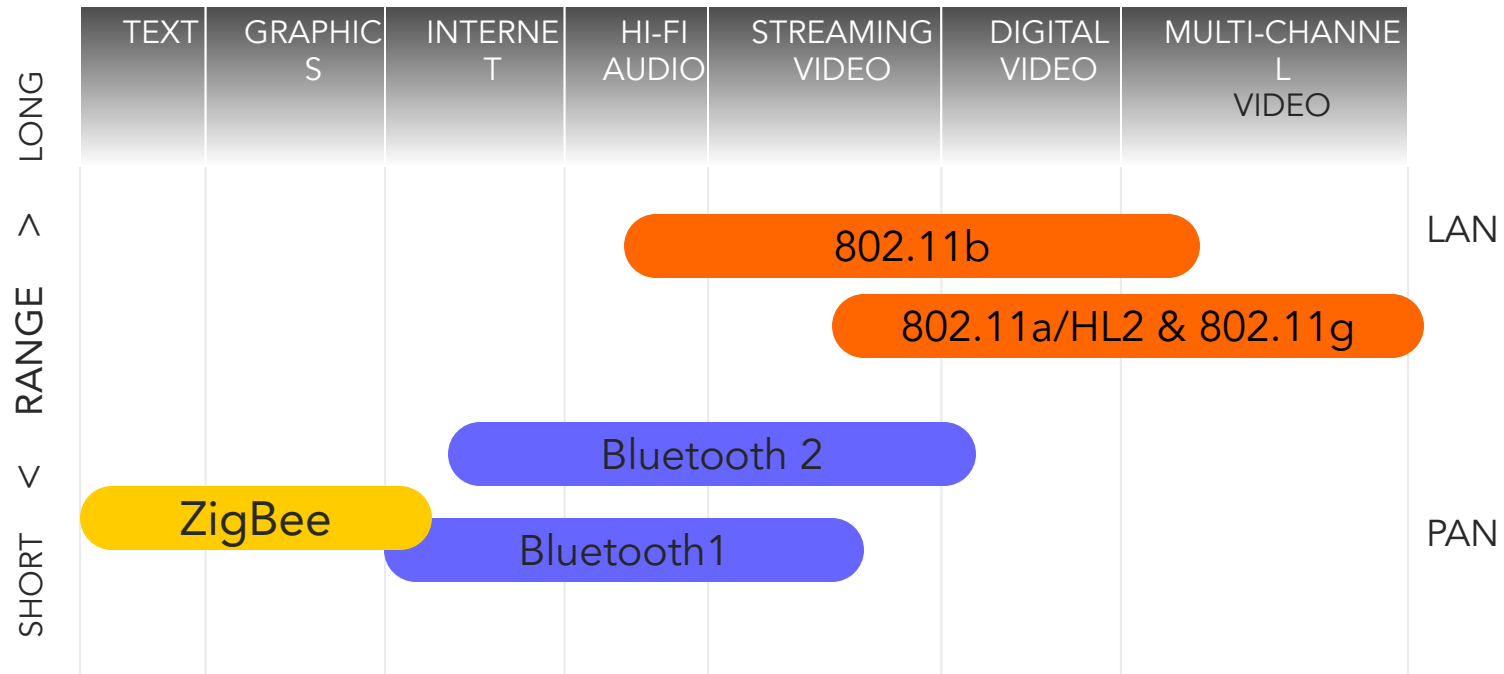 TEXT
GRAPHIC
S
INTERNE
T
HI-FI
AUDIO
STREAMING
VIDEO
DIGITAL
VIDEO
MULTI-CHANNE
L
VIDEO
SHORT < RANGE > LONG
802.11b
LAN
802.11a/HL2 & 802.11g
Bluetooth 2
ZigBee
Bluetooth1
PAN